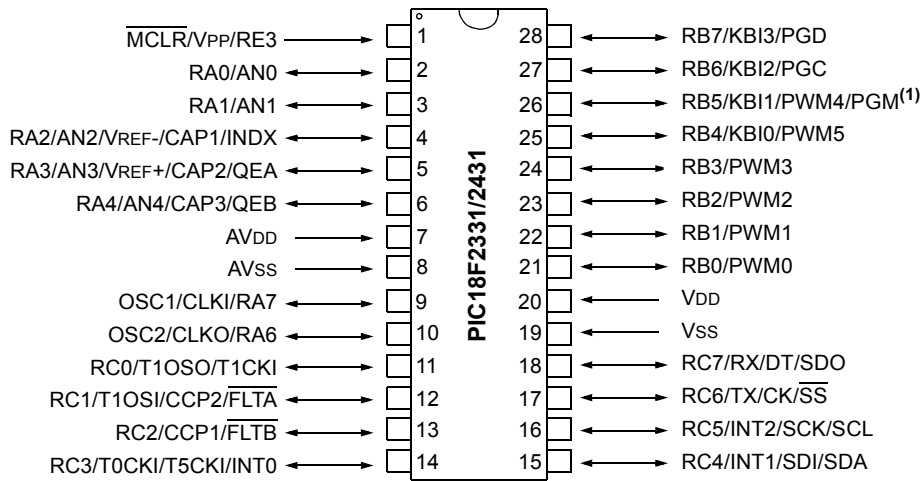 M̅C̅L̅R̅/VPP/RE3
RA0/AN0
RA1/AN1
RA2/AN2/VREF-/CAP1/INDX
RA3/AN3/VREF+/CAP2/QEA
RA4/AN4/CAP3/QEB
AVDD
AVSS
OSC1/CLKI/RA7
OSC2/CLKO/RA6
RC0/T1OSO/T1CKI
RC1/T1OSI/CCP2/F̅L̅T̅A̅
RC2/CCP1/F̅L̅T̅B̅
RC3/T0CKI/T5CKI/INT0
1
2
3
4
5
6
7
8
9
10
11
12
13
14
PIC18F2331/2431
28
27
26
25
24
23
22
21
20
19
18
17
16
15
RB7/KBI3/PGD
RB6/KBI2/PGC
RB5/KBI1/PWM4/PGM(1)
RB4/KBI0/PWM5
RB3/PWM3
RB2/PWM2
RB1/PWM1
RB0/PWM0
VDD
VSS
RC7/RX/DT/SDO
RC6/TX/CK/S̅S̅
RC5/INT2/SCK/SCL
RC4/INT1/SDI/SDA